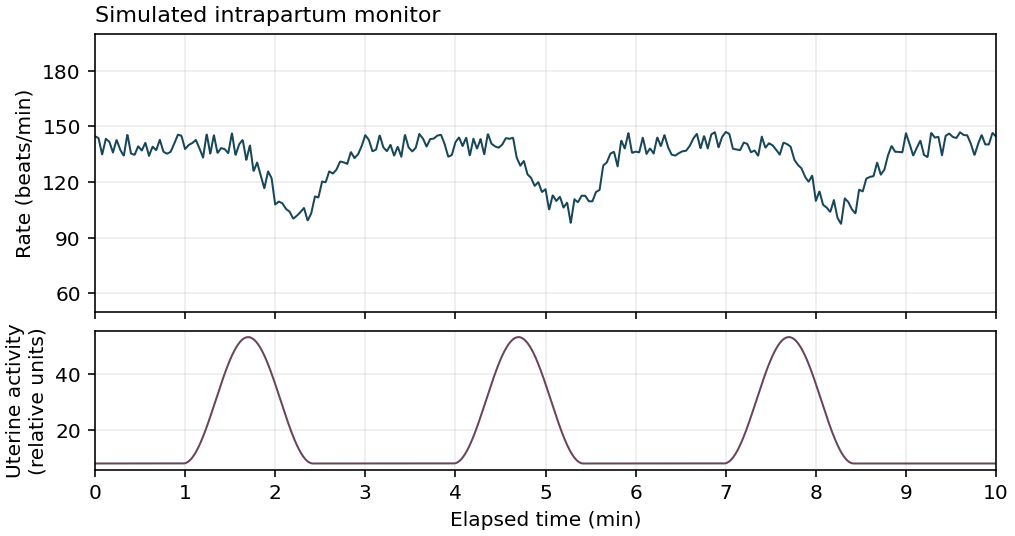 Simulated intrapartum monitor
Rate (beats/min)
180
150
120
90
60
Uterine activity
(relative units)
40
20
0 1 2 3 4 5 6 7 8 9 10
Elapsed time (min)